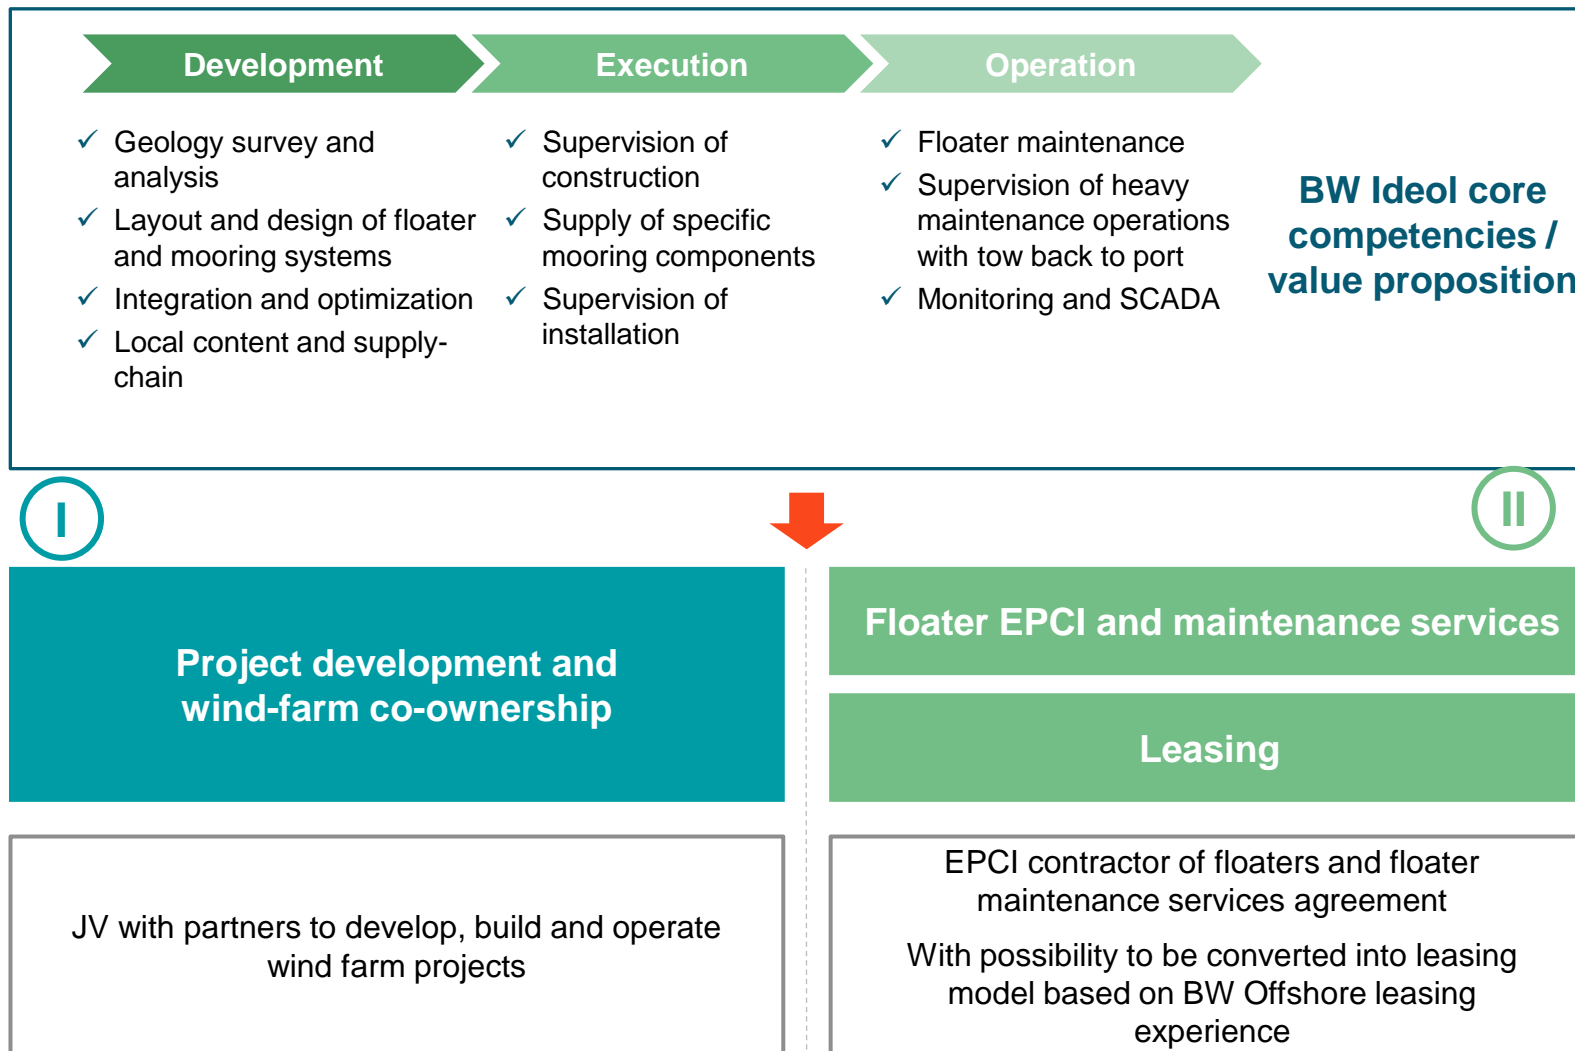 Development
Execution
Operation
✓ Geology survey and
analysis
✓ Layout and design of floater
and mooring systems
✓ Integration and optimization
✓ Local content and supply-
chain
✓ Supervision of
construction
✓ Supply of specific
mooring components
✓ Supervision of
installation
✓ Floater maintenance
✓ Supervision of heavy
maintenance operations
with tow back to port
✓ Monitoring and SCADA
BW Ideol core
competencies /
value proposition
I
II
Project development and
wind-farm co-ownership
Floater EPCI and maintenance services
Leasing
JV with partners to develop, build and operate
wind farm projects
EPCI contractor of floaters and floater
maintenance services agreement
With possibility to be converted into leasing
model based on BW Offshore leasing
experience